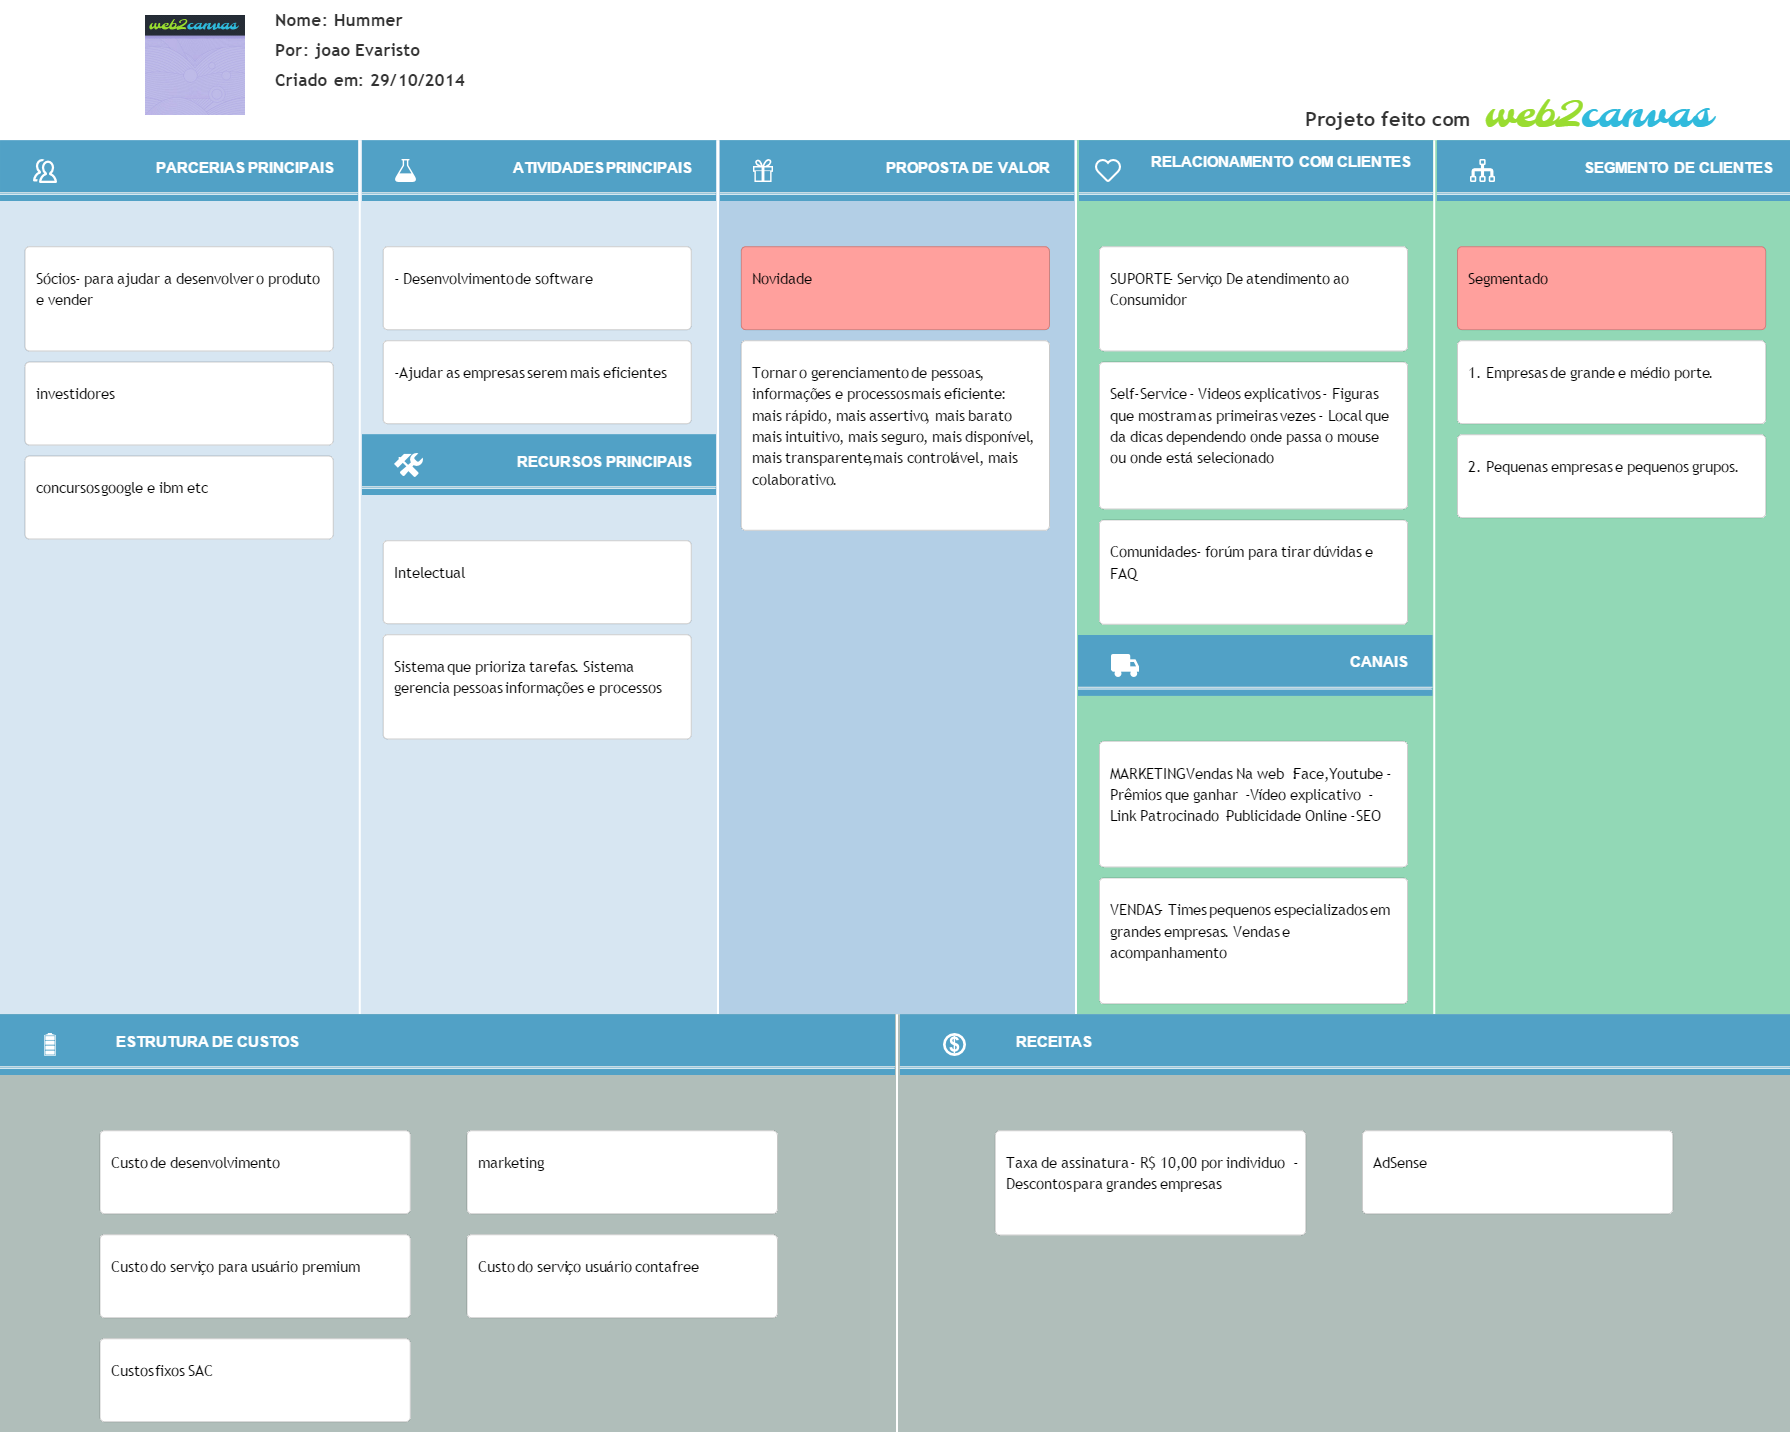 web2canvas
Nome: Hummer
Por: joao Evaristo
Criado em: 29/10/2014
Projeto feito com web2canvas
PARCERIAS PRINCIPAIS
Sócios- para ajudar a desenvolver o produto
e vender
investidores
concursos google e ibm etc
ATIVIDADES PRINCIPAIS
- Desenvolvimento de software
-Ajudar as empresas serem mais eficientes
RECURSOS PRINCIPAIS
Intelectual
Sistema que prioriza tarefas. Sistema
gerencia pessoas informações e processos
PROPOSTA DE VALOR
Novidade
Tornar o gerenciamento de pessoas,
informações e processos mais eficiente:
mais rápido, mais assertivo, mais barato
mais intuitivo, mais seguro, mais disponível,
mais transparente,mais controlável, mais
colaborativo.
RELACIONAMENTO COM CLIENTES
SUPORTE- Serviço De atendimento ao
Consumidor
Self-Service - Videos explicativos - Figuras
que mostram as primeiras vezes - Local que
da dicas dependendo onde passa o mouse
ou onde está selecionado
Comunidades- forúm para tirar dúvidas e
FAQ
CANAIS
MARKETING-Vendas Na web -Face,Youtube -
Prêmios que ganhar -Vídeo explicativo -
Link Patrocinado -Publicidade Online -SEO
VENDAS- Times pequenos especializados em
grandes empresas. Vendas e
acompanhamento
SEGMENTO DE CLIENTES
Segmentado
1. Empresas de grande e médio porte.
2. Pequenas empresas e pequenos grupos.
ESTRUTURA DE CUSTOS
Custo de desenvolvimento
marketing
Custo do serviço para usuário premium
Custo do serviço usuário contafree
Custos fixos SAC
RECEITAS
Taxa de assinatura - R$ 10,00 por individuo -
Descontos para grandes empresas
AdSense